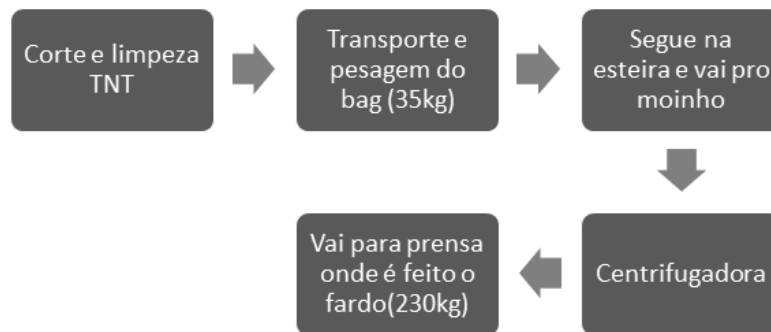 Corte e limpeza
TNT
Transporte e
pesagem do
bag (35kg)
Segue na
esteira e vai pro
moinho
Centrifugadora
Vai para prensa
onde é feito o
fardo(230kg)